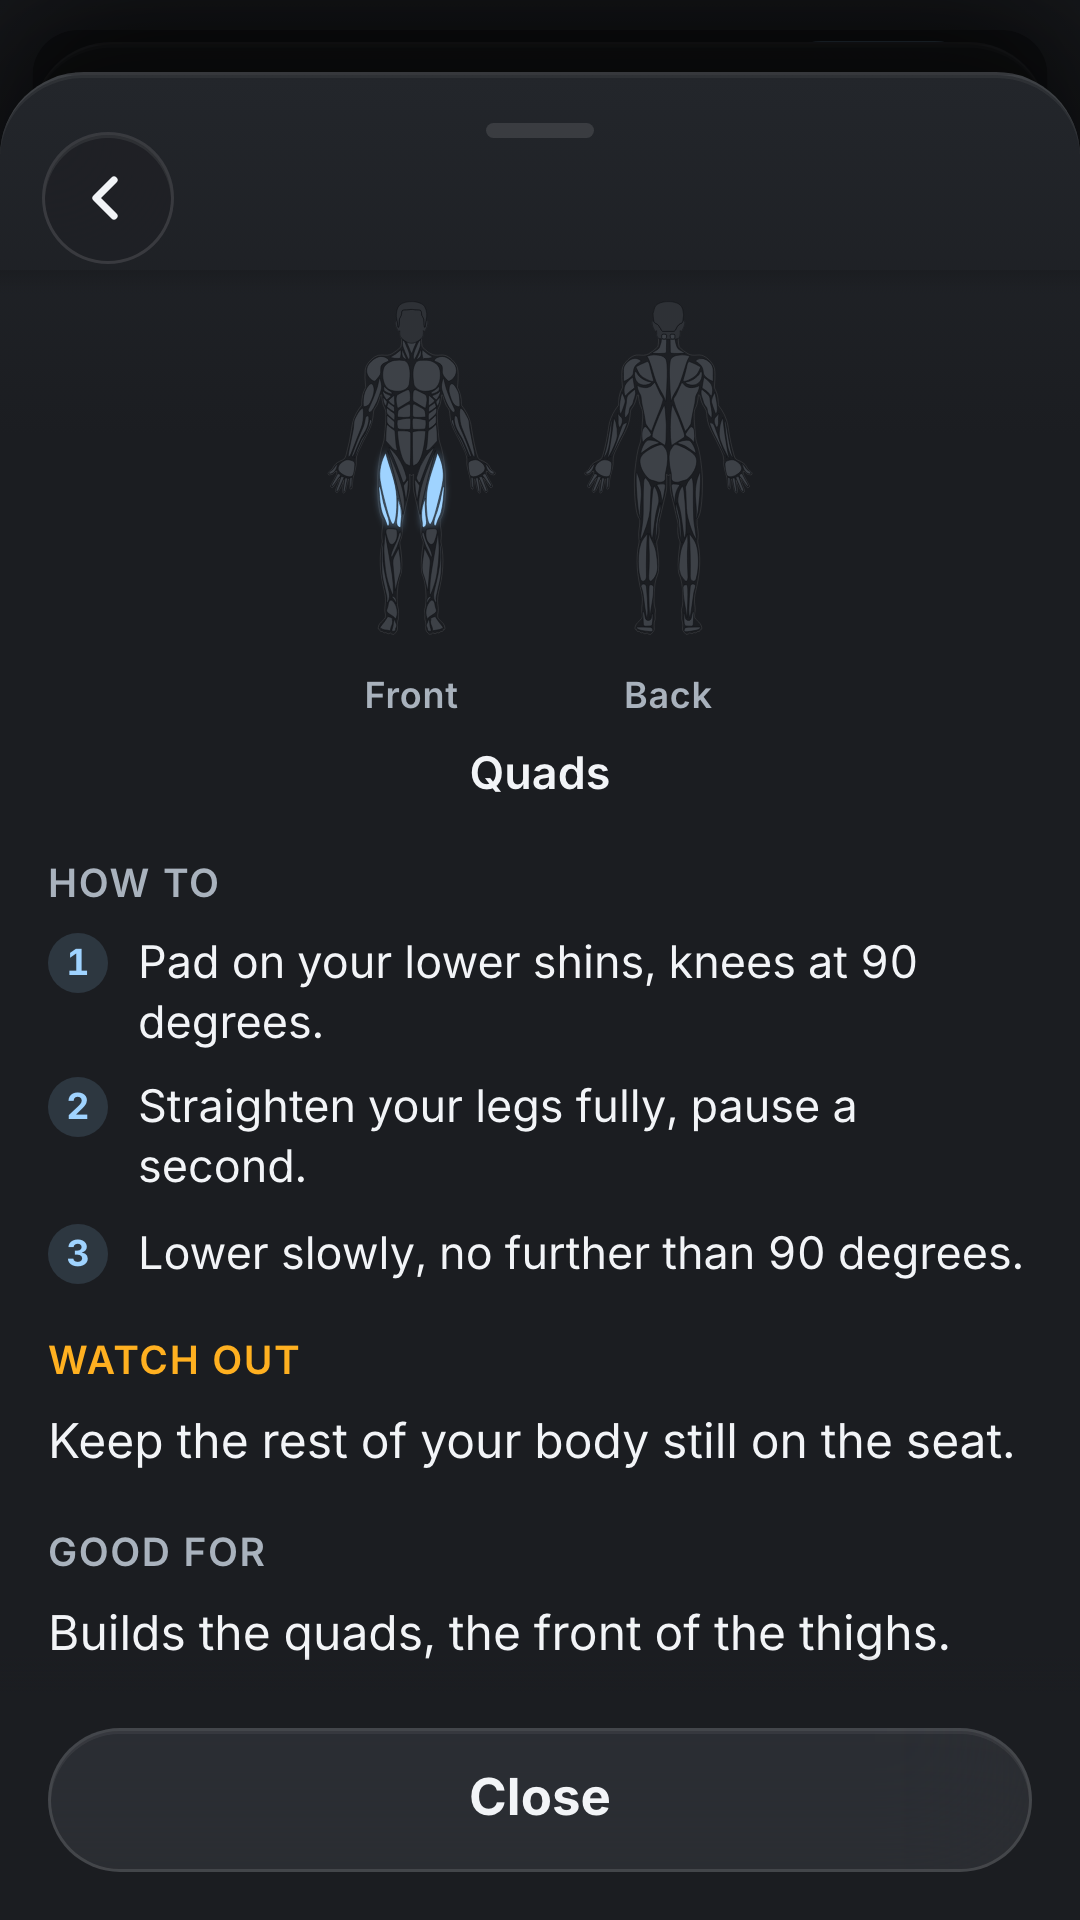 Front
Back
Quads
HOW TO
1 Pad on your lower shins, knees at 90
degrees.
2 Straighten your legs fully, pause a
second.
3 Lower slowly, no further than 90 degrees.
WATCH OUT
Keep the rest of your body still on the seat.
GOOD FOR
Builds the quads, the front of the thighs.
Close